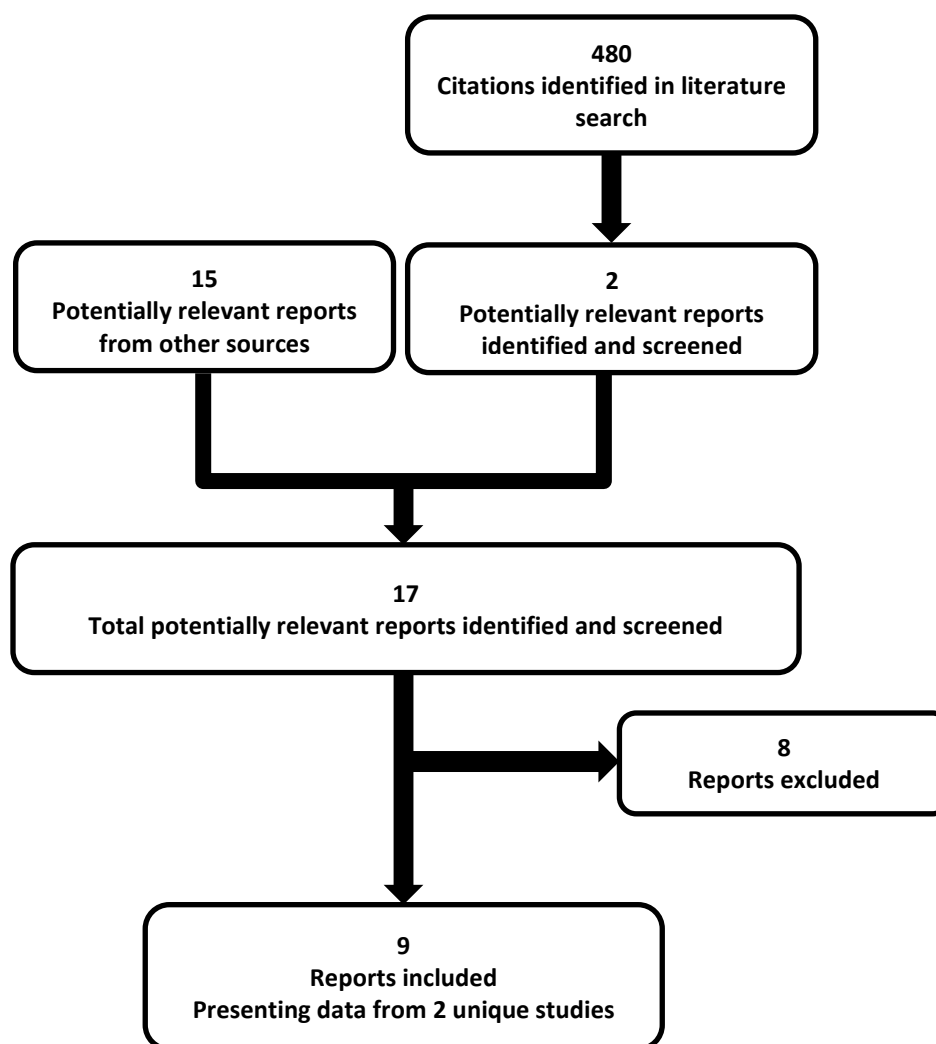 480
Citations identified in literature
search
15
Potentially relevant reports
from other sources
2
Potentially relevant reports
identified and screened
17
Total potentially relevant reports identified and screened
8
Reports excluded
9
Reports included
Presenting data from 2 unique studies